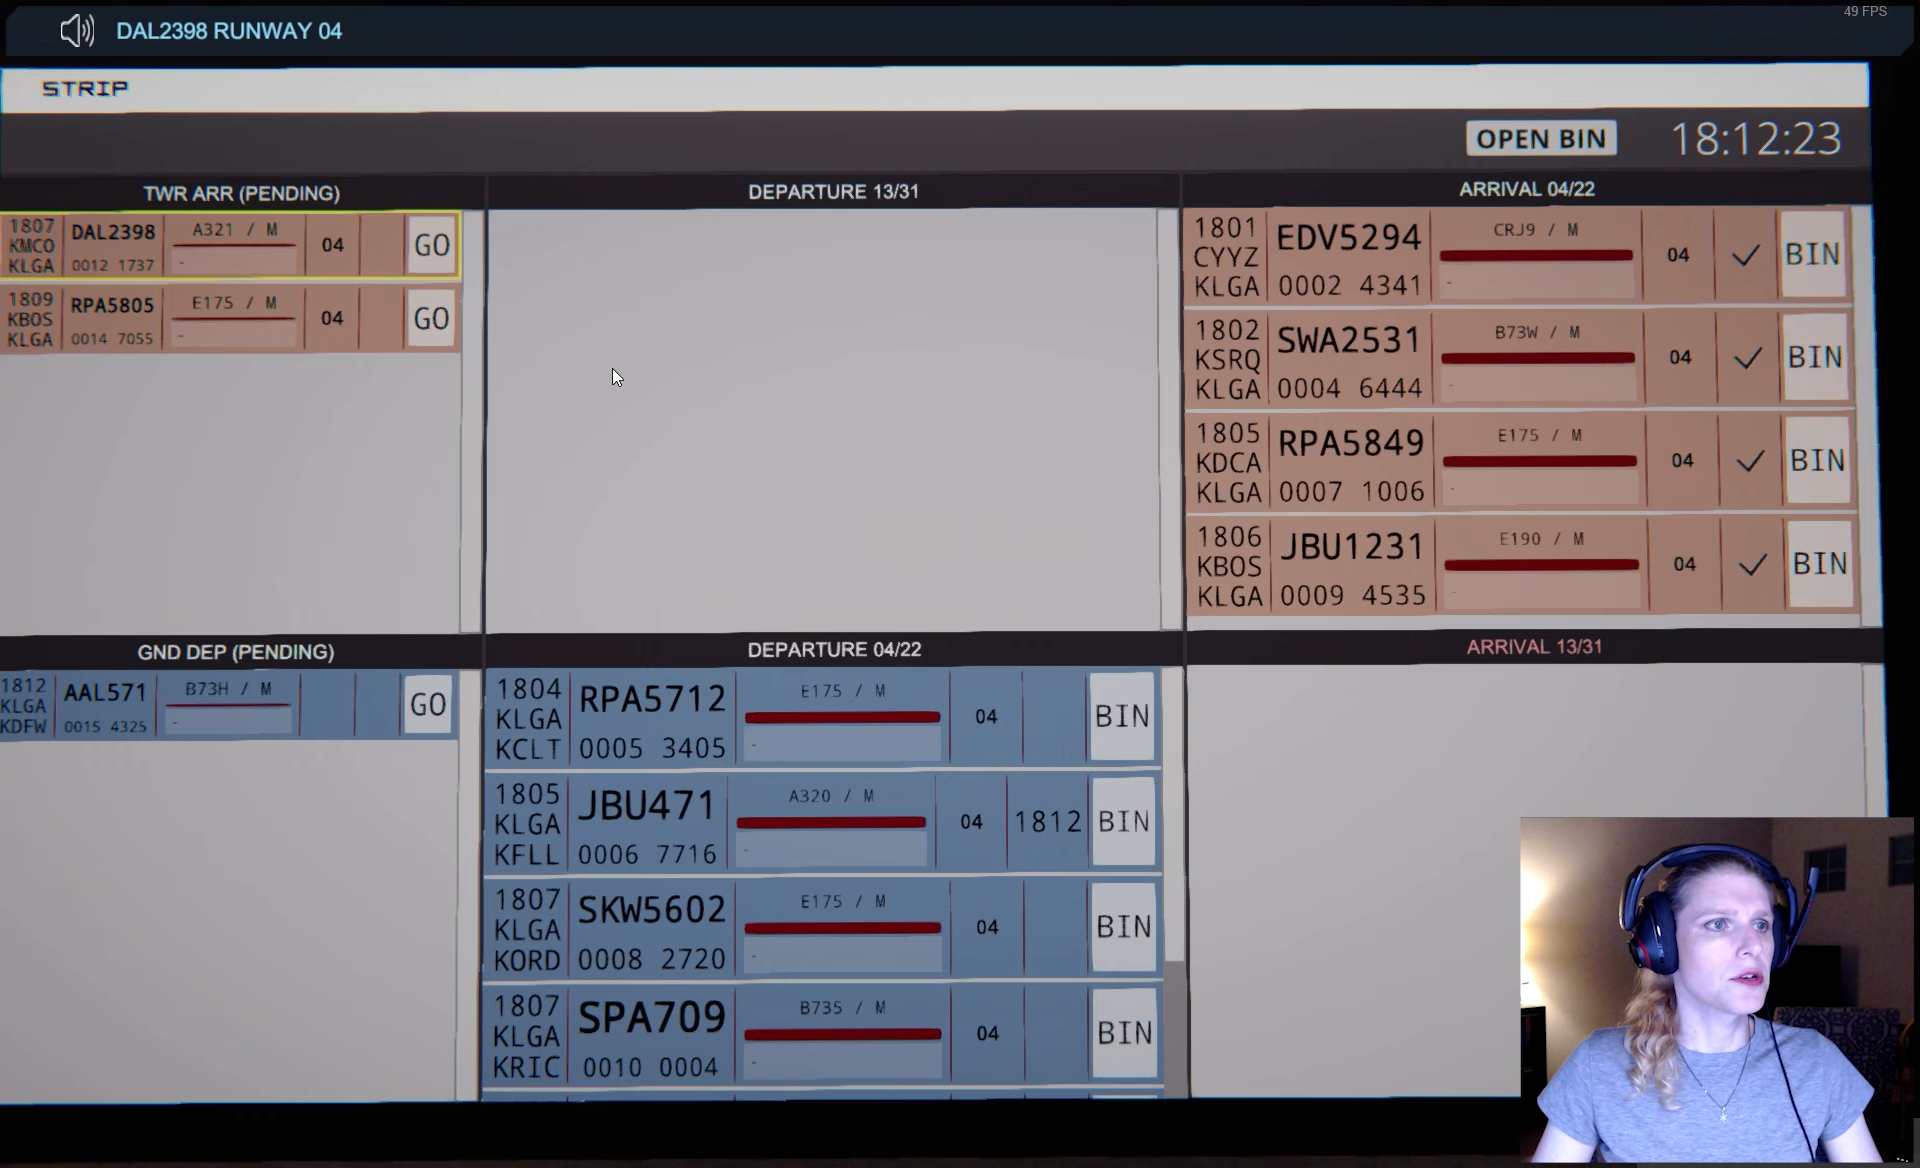 49 FPS
DAL2398 RUNWAY 04
STRIP
OPEN BIN 18:12:23
TWR ARR (PENDING)
1807 DAL2398 A321 / M 04 GO
KMCO
KLGA 0012 1737 -
1809 RPA5805 E175 / M 04 GO
KBOS
KLGA 0014 7055 -
DEPARTURE 13/31
ARRIVAL 04/22
1801 EDV5294 CRJ9 / M 04 ✓ BIN
CYYZ
KLGA 0002 4341 -
1802 SWA2531 B73W / M 04 ✓ BIN
KSRQ
KLGA 0004 6444 -
1805 RPA5849 E175 / M 04 ✓ BIN
KDCA
KLGA 0007 1006 -
1806 JBU1231 E190 / M 04 ✓ BIN
KBOS
KLGA 0009 4535 -
GND DEP (PENDING)
1812 AAL571 B73H / M GO
KLGA
KDFW 0015 4325 -
DEPARTURE 04/22
1804 RPA5712 E175 / M 04 BIN
KLGA
KCLT 0005 3405 -
1805 JBU471 A320 / M 04 1812 BIN
KLGA
KFLL 0006 7716 -
1807 SKW5602 E175 / M 04 BIN
KLGA
KORD 0008 2720 -
1807 SPA709 B735 / M 04 BIN
KLGA
KRIC 0010 0004 -
ARRIVAL 13/31